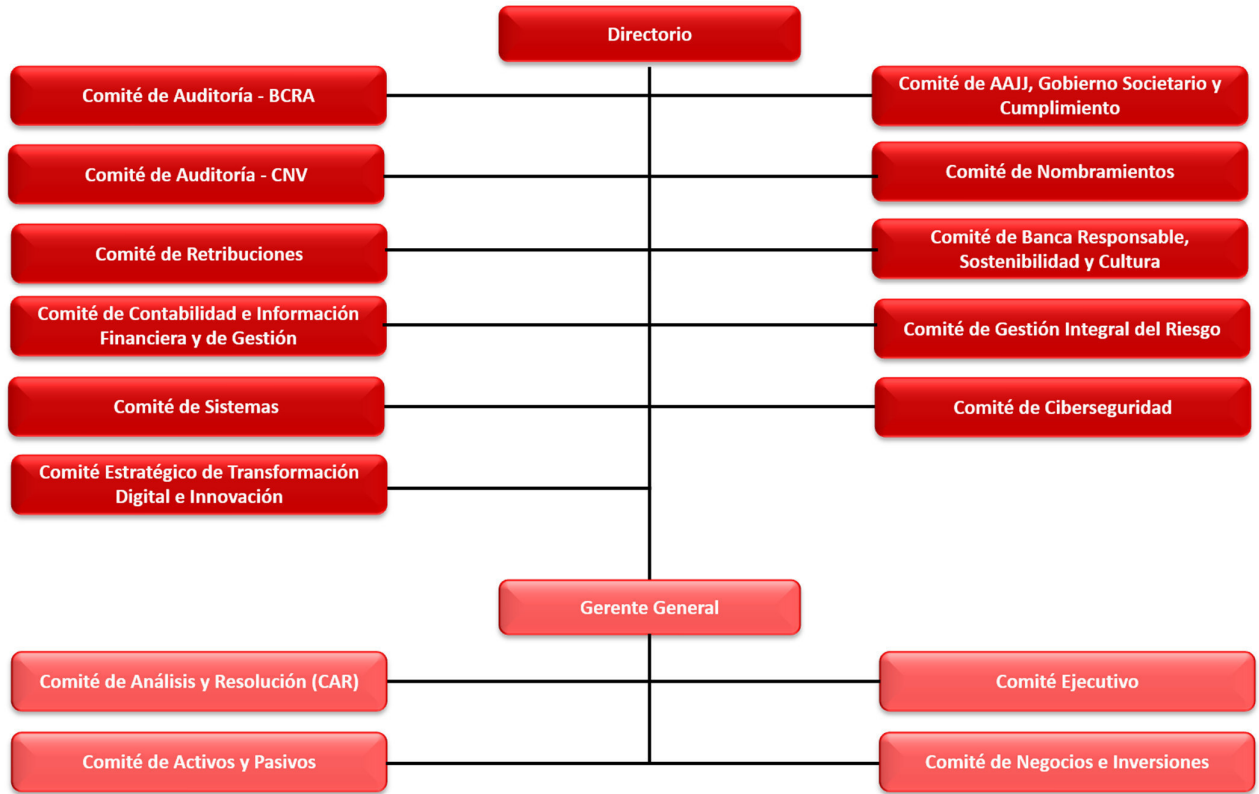 Directorio
Comité de Auditoría - BCRA
Comité de AAJJ, Gobierno Societario y
Cumplimiento
Comité de Auditoría - CNV
Comité de Nombramientos
Comité de Retribuciones
Comité de Banca Responsable,
Sostenibilidad y Cultura
Comité de Contabilidad e Información
Financiera y de Gestión
Comité de Gestión Integral del Riesgo
Comité de Sistemas
Comité de Ciberseguridad
Comité Estratégico de Transformación
Digital e Innovación
Gerente General
Comité de Análisis y Resolución (CAR)
Comité Ejecutivo
Comité de Activos y Pasivos
Comité de Negocios e Inversiones